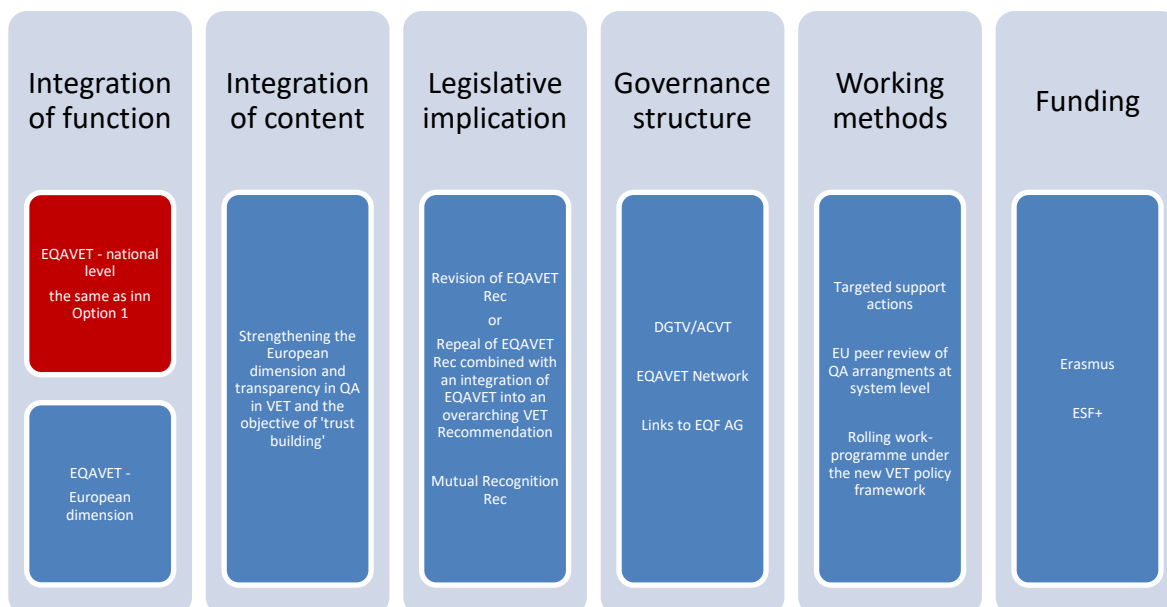 Integration
of function
EQAVET - national
level
the same as inn
Option 1
EQAVET -
European
dimension
Integration
of content
Strengthening the
European
dimension and
transparency in QA
in VET and the
objective of 'trust
building'
Legislative
implication
Revision of EQAVET
Rec
or
Repeal of EQAVET
Rec combined with
an integration of
EQAVET into an
overarching VET
Recommendation
Mutual Recognition
Rec
Governance
structure
DGTV/ACVT
EQAVET Network
Links to EQF AG
Working
methods
Targeted support
actions
EU peer review of
QA arrangments at
system level
Rolling work-
programme under
the new VET policy
framework
Funding
Erasmus
ESF+